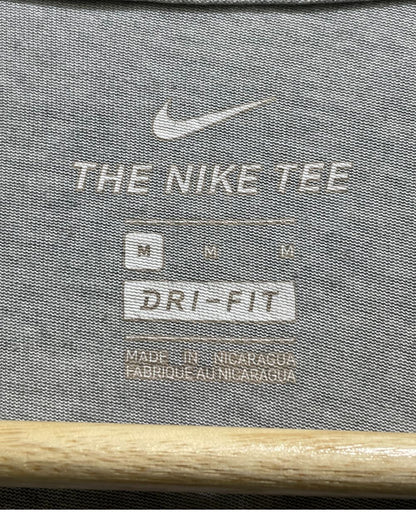 THE NIKE TEE
M M M
DRI-FIT
MADE IN NICARAGUA
FABRIQUE AU NICARAGUA